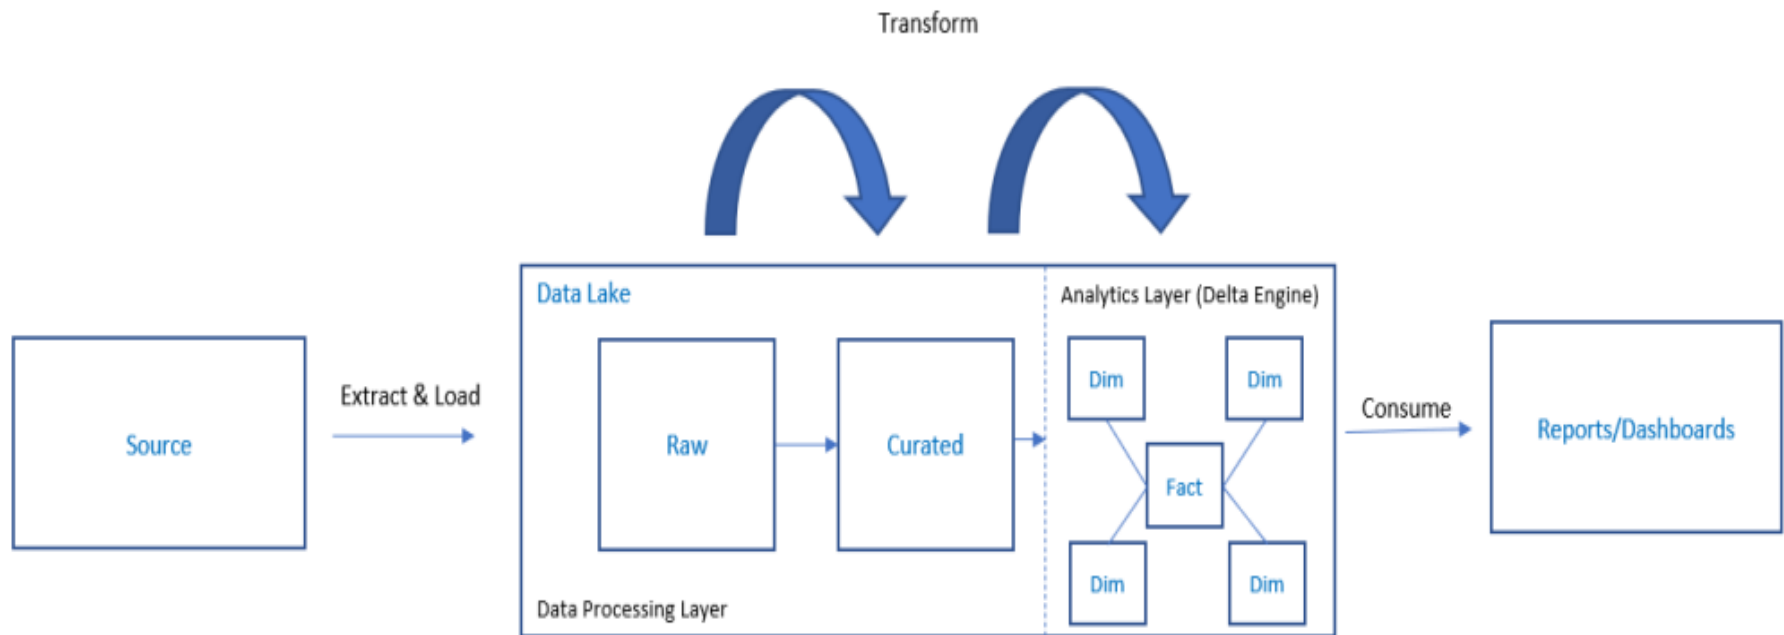 Transform
Data Lake
Analytics Layer (Delta Engine)
Source
Extract & Load
Raw
Curated
Dim
Dim
Fact
Dim
Dim
Consume
Reports/Dashboards
Data Processing Layer